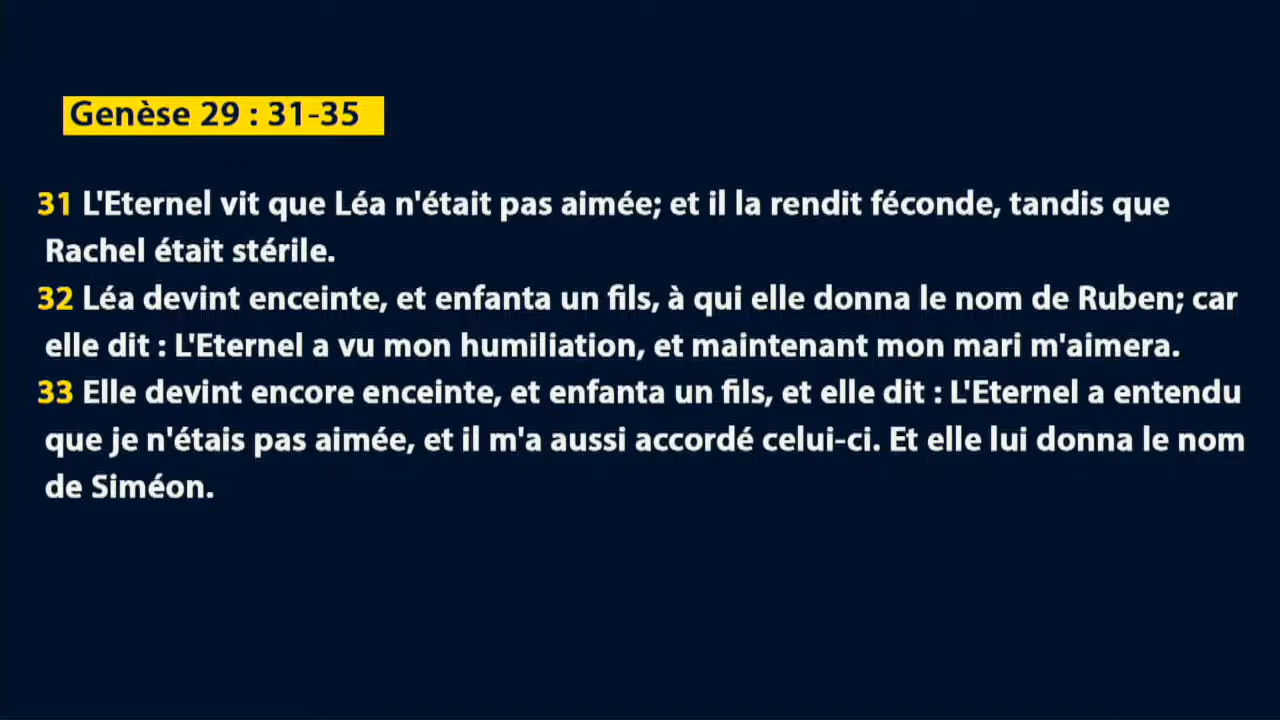 Genèse 29 : 31-35
31 L'Eternel vit que Léa n'était pas aimée; et il la rendit féconde, tandis que
Rachel était stérile.
32 Léa devint enceinte, et enfanta un fils, à qui elle donna le nom de Ruben; car
elle dit : L'Eternel a vu mon humiliation, et maintenant mon mari m'aimera.
33 Elle devint encore enceinte, et enfanta un fils, et elle dit : L'Eternel a entendu
que je n'étais pas aimée, et il m'a aussi accordé celui-ci. Et elle lui donna le nom
de Siméon.